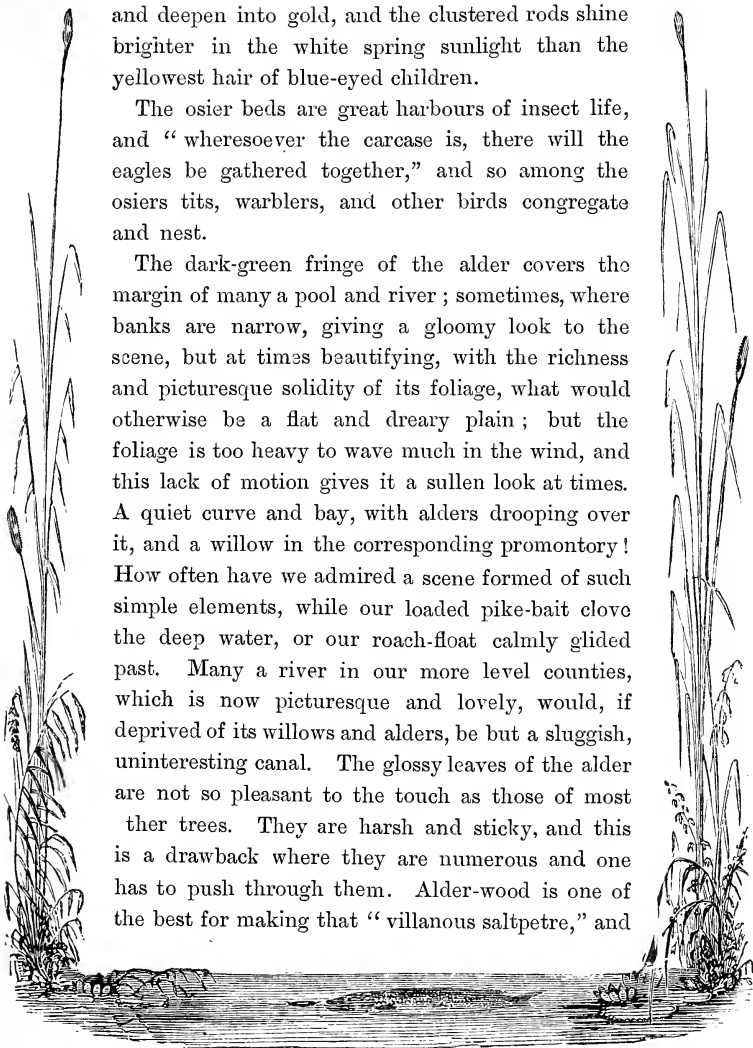 and deepen into gold, and the clustered rods shine
brighter in the white spring sunlight than the
yellowest hair of blue-eyed children.
The osier beds are great harbours of insect life,
and “ wheresoever the carcase is, there will the
eagles be gathered together,” and so among the
osiers tits, warblers, and other birds congregate
and nest.
The dark-green fringe of the alder covers the
margin of many a pool and river ; sometimes, where
banks are narrow, giving a gloomy look to the
scene, but at times beautifying, with the richness
and picturesque solidity of its foliage, what would
otherwise be a flat and dreary plain ; but the
foliage is too heavy to wave much in the wind, and
this lack of motion gives it a sullen look at times.
A quiet curve and bay, with alders drooping over
it, and a willow in the corresponding promontory !
How often have we admired a scene formed of such
simple elements, while our loaded pike-bait clove
the deep water, or our roach-float calmly glided
past. Many a river in our more level counties,
which is now picturesque and lovely, would, if
deprived of its willows and alders, be but a sluggish,
uninteresting canal. The glossy leaves of the alder
are not so pleasant to the touch as those of most
ther trees. They are harsh and sticky, and this
is a drawback where they are numerous and one
has to push through them. Alder-wood is one of
the best for making that “ villanous saltpetre,” and